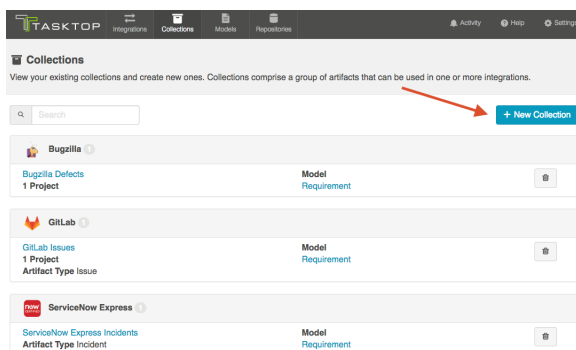 TASKTOP
Integrations Collections Models Repositories Activity Help Settings
Collections
View your existing collections and create new ones. Collections comprise a group of artifacts that can be used in one or more integrations.
Search
+ New Collection
Bugzilla 1
Bugzilla Defects Model
1 Project Requirement
GitLab 1
GitLab Issues Model
1 Project Requirement
Artifact Type Issue
now
ServiceNow Express 1
ServiceNow Express Incidents Model
Artifact Type Incident Requirement